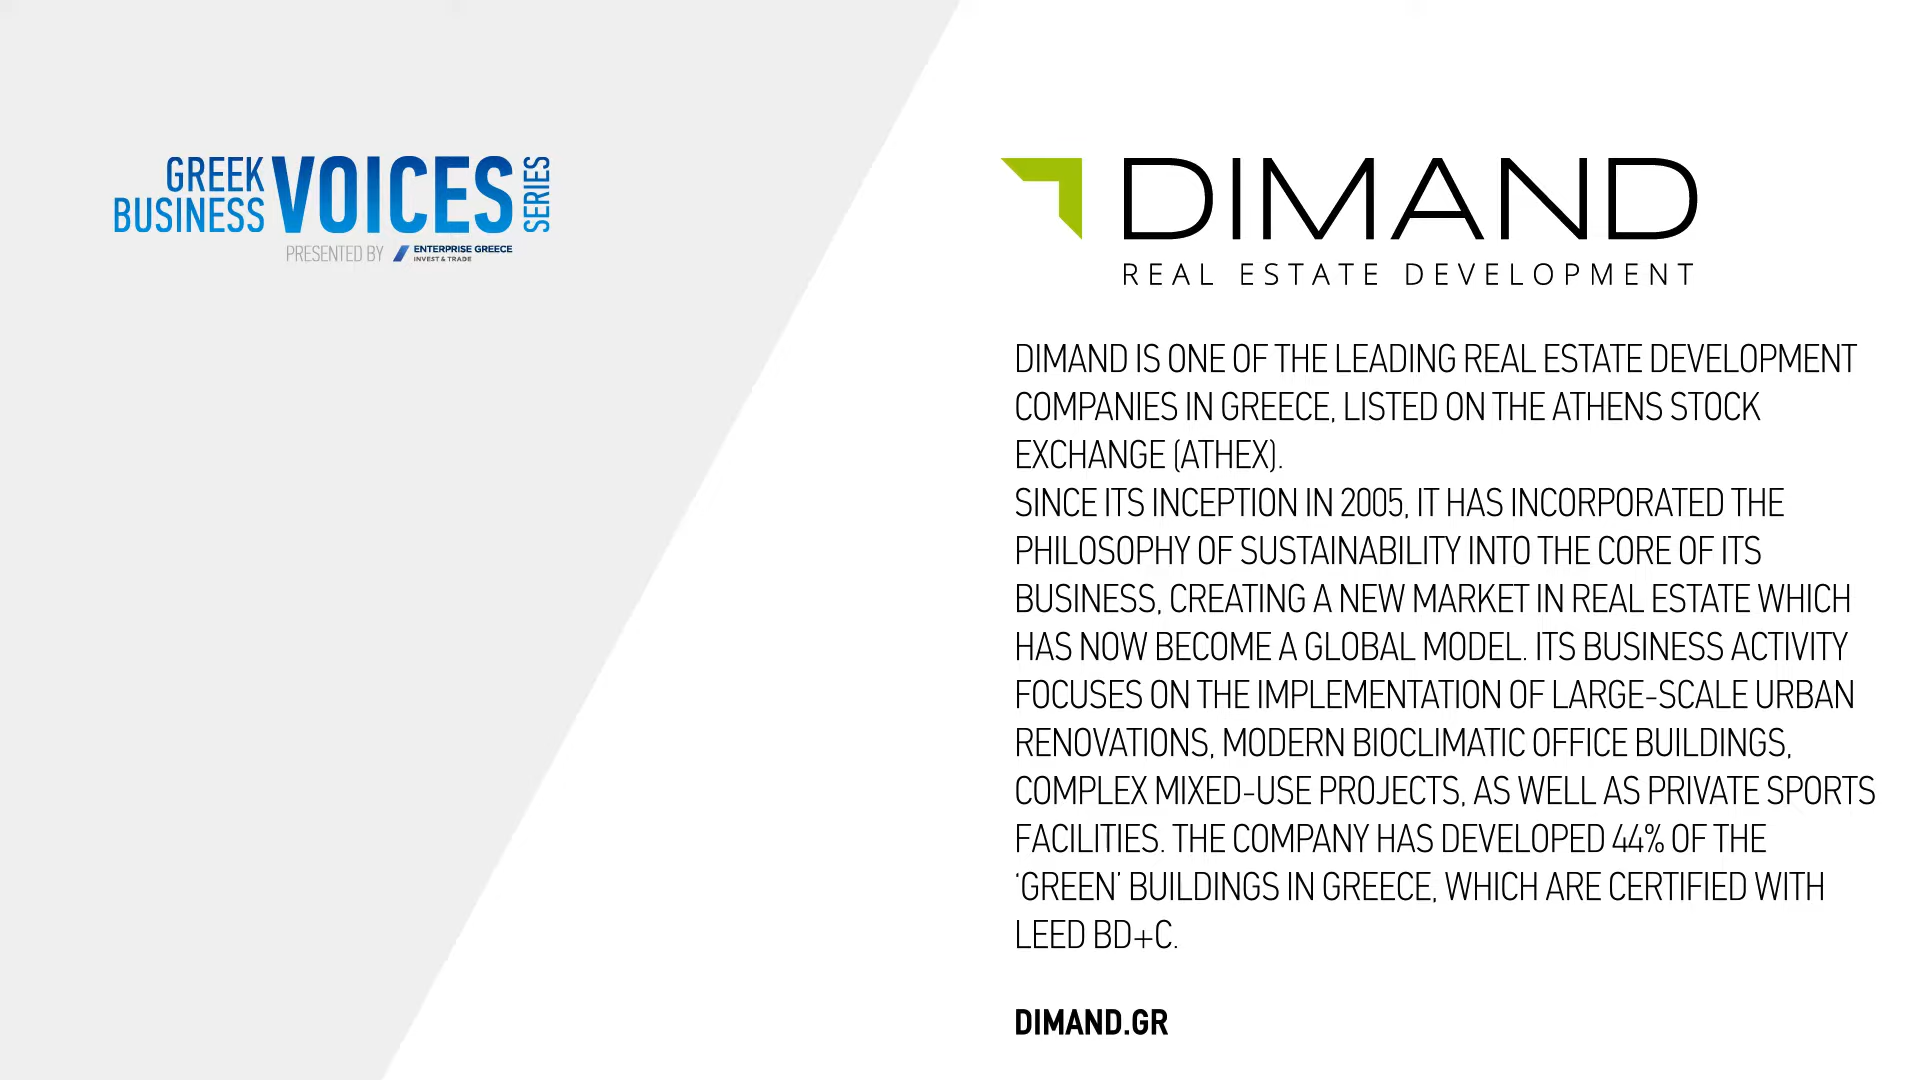 GREEK
BUSINESS
VOICES
SERIES
PRESENTED BY
ENTERPRISE GREECE
INVEST & TRADE
DIMAND
REAL ESTATE DEVELOPMENT
DIMAND IS ONE OF THE LEADING REAL ESTATE DEVELOPMENT
COMPANIES IN GREECE, LISTED ON THE ATHENS STOCK
EXCHANGE (ATHEX).
SINCE ITS INCEPTION IN 2005, IT HAS INCORPORATED THE
PHILOSOPHY OF SUSTAINABILITY INTO THE CORE OF ITS
BUSINESS, CREATING A NEW MARKET IN REAL ESTATE WHICH
HAS NOW BECOME A GLOBAL MODEL. ITS BUSINESS ACTIVITY
FOCUSES ON THE IMPLEMENTATION OF LARGE-SCALE URBAN
RENOVATIONS, MODERN BIOCLIMATIC OFFICE BUILDINGS,
COMPLEX MIXED-USE PROJECTS, AS WELL AS PRIVATE SPORTS
FACILITIES. THE COMPANY HAS DEVELOPED 44% OF THE
‘GREEN’ BUILDINGS IN GREECE, WHICH ARE CERTIFIED WITH
LEED BD+C.
DIMAND.GR